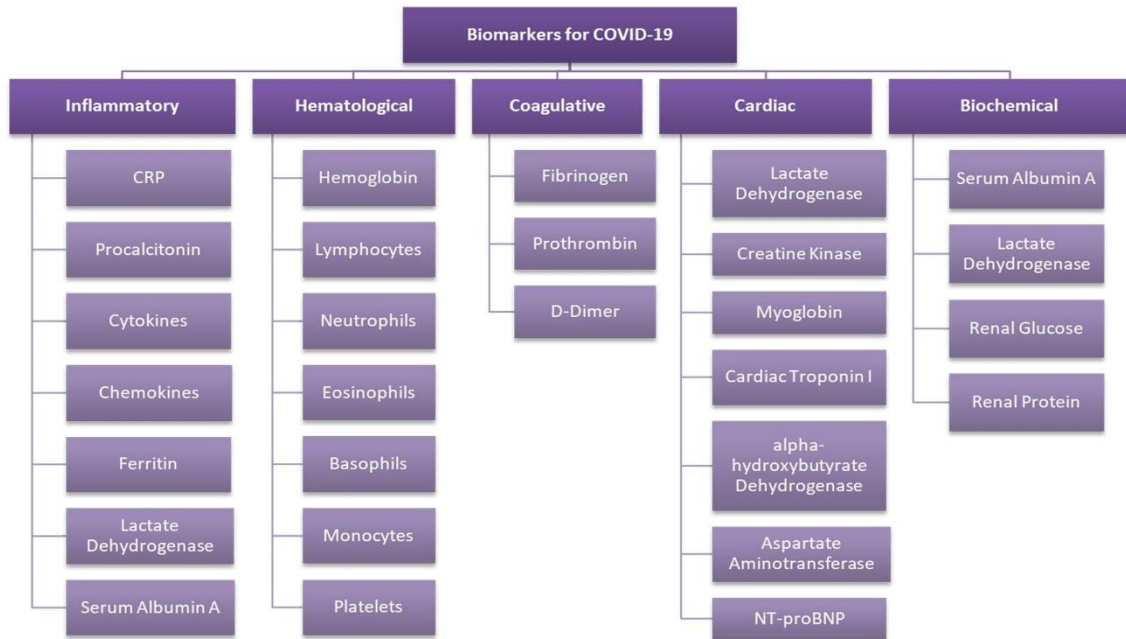 Biomarkers for COVID-19
Inflammatory
CRP
Procalcitonin
Cytokines
Chemokines
Ferritin
Lactate
Dehydrogenase
Serum Albumin A
Hematological
Hemoglobin
Lymphocytes
Neutrophils
Eosinophils
Basophils
Monocytes
Platelets
Coagulative
Fibrinogen
Prothrombin
D-Dimer
Cardiac
Lactate
Dehydrogenase
Creatine Kinase
Myoglobin
Cardiac Troponin I
alpha-
hydroxybutyrate
Dehydrogenase
Aspartate
Aminotransferase
NT-proBNP
Biochemical
Serum Albumin A
Lactate
Dehydrogenase
Renal Glucose
Renal Protein